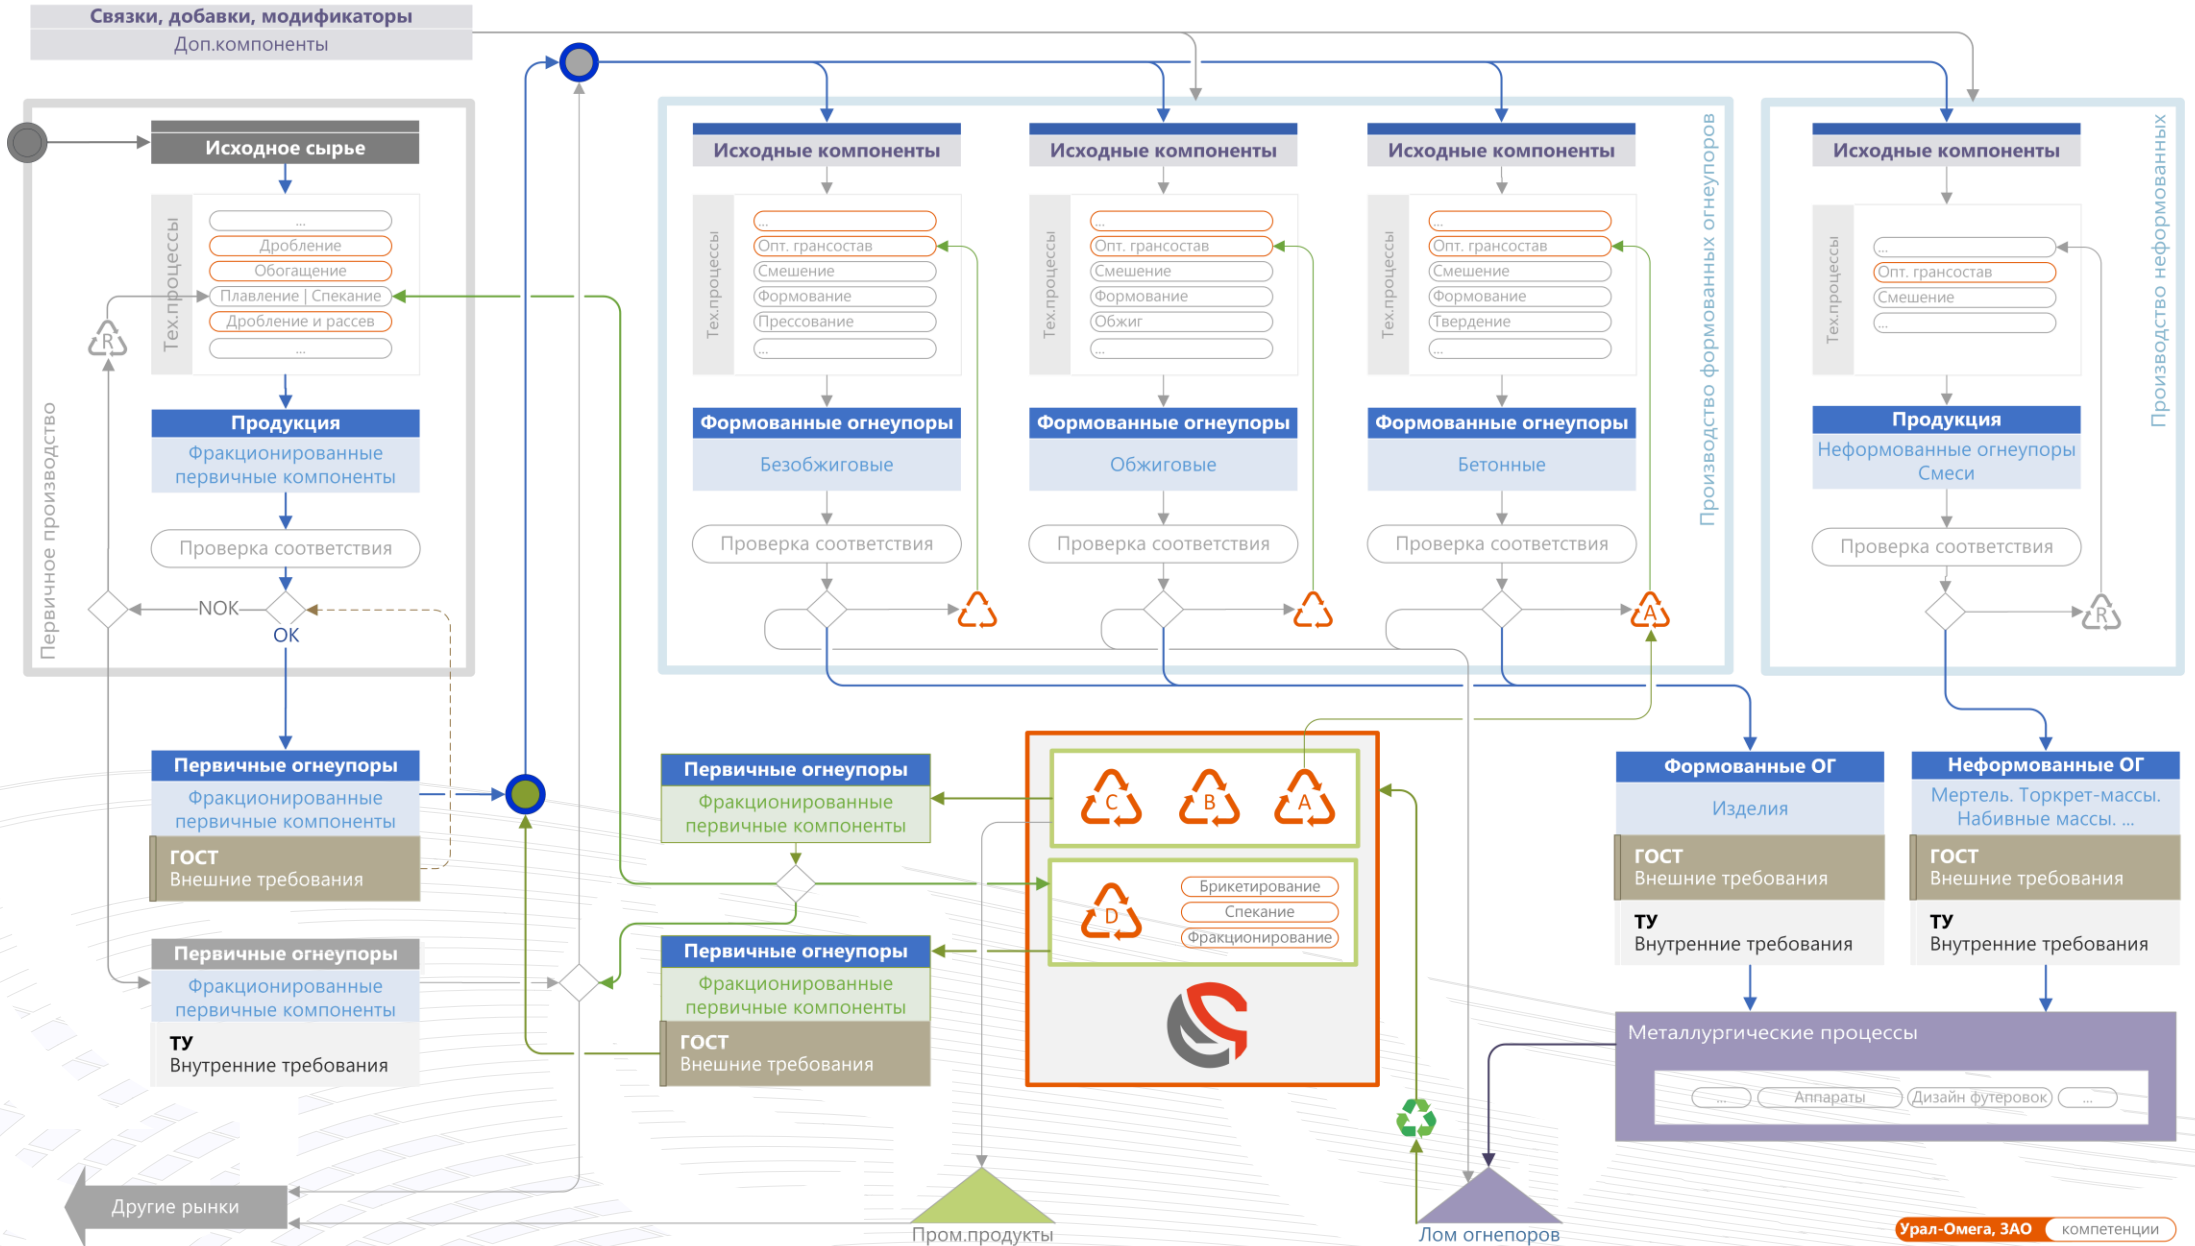 Связки, добавки, модификаторы
Доп.компоненты
Первичное производство
Исходное сырье
Тех.процессы
...
Дробление
Обогащение
Плавление | Спекание
Дробление и рассев
...
R
Продукция
Фракционированные
первичные компоненты
Проверка соответствия
NОК
ОК
Производство формованных огнеупоров
Исходные компоненты
Тех.процессы
...
Опт. грансостав
Смешение
Формование
Прессование
...
Формованные огнеупоры
Безобжиговые
Проверка соответствия
Исходные компоненты
...
Опт. грансостав
Смешение
Формование
Обжиг
...
Формованные огнеупоры
Обжиговые
Проверка соответствия
Исходные компоненты
Тех.процессы
...
Опт. грансостав
Смешение
Формование
Твердение
...
Формованные огнеупоры
Бетонные
Проверка соответствия
A
Производство неформованных
Исходные компоненты
Тех.процессы
...
Опт. грансостав
Смешение
...
Продукция
Неформованные огнеупоры
Смеси
Проверка соответствия
R
Первичные огнеупоры
Фракционированные
первичные компоненты
ГОСТ
Внешние требования
Первичные огнеупоры
Фракционированные
первичные компоненты
ТУ
Внутренние требования
Первичные огнеупоры
Фракционированные
первичные компоненты
Первичные огнеупоры
Фракционированные
первичные компоненты
ГОСТ
Внешние требования
C
B
A
D
Брикетирование
Спекание
Фракционирование
Формованные ОГ
Изделия
ГОСТ
Внешние требования
ТУ
Внутренние требования
Неформованные ОГ
Мертель. Торкрет-массы.
Набивные массы. ...
ГОСТ
Внешние требования
ТУ
Внутренние требования
Металлургические процессы
...
Аппараты
Дизайн футеровок
...
Другие рынки
Пром.продукты
Лом огнепоров
Урал-Омега, ЗАО
компетенции